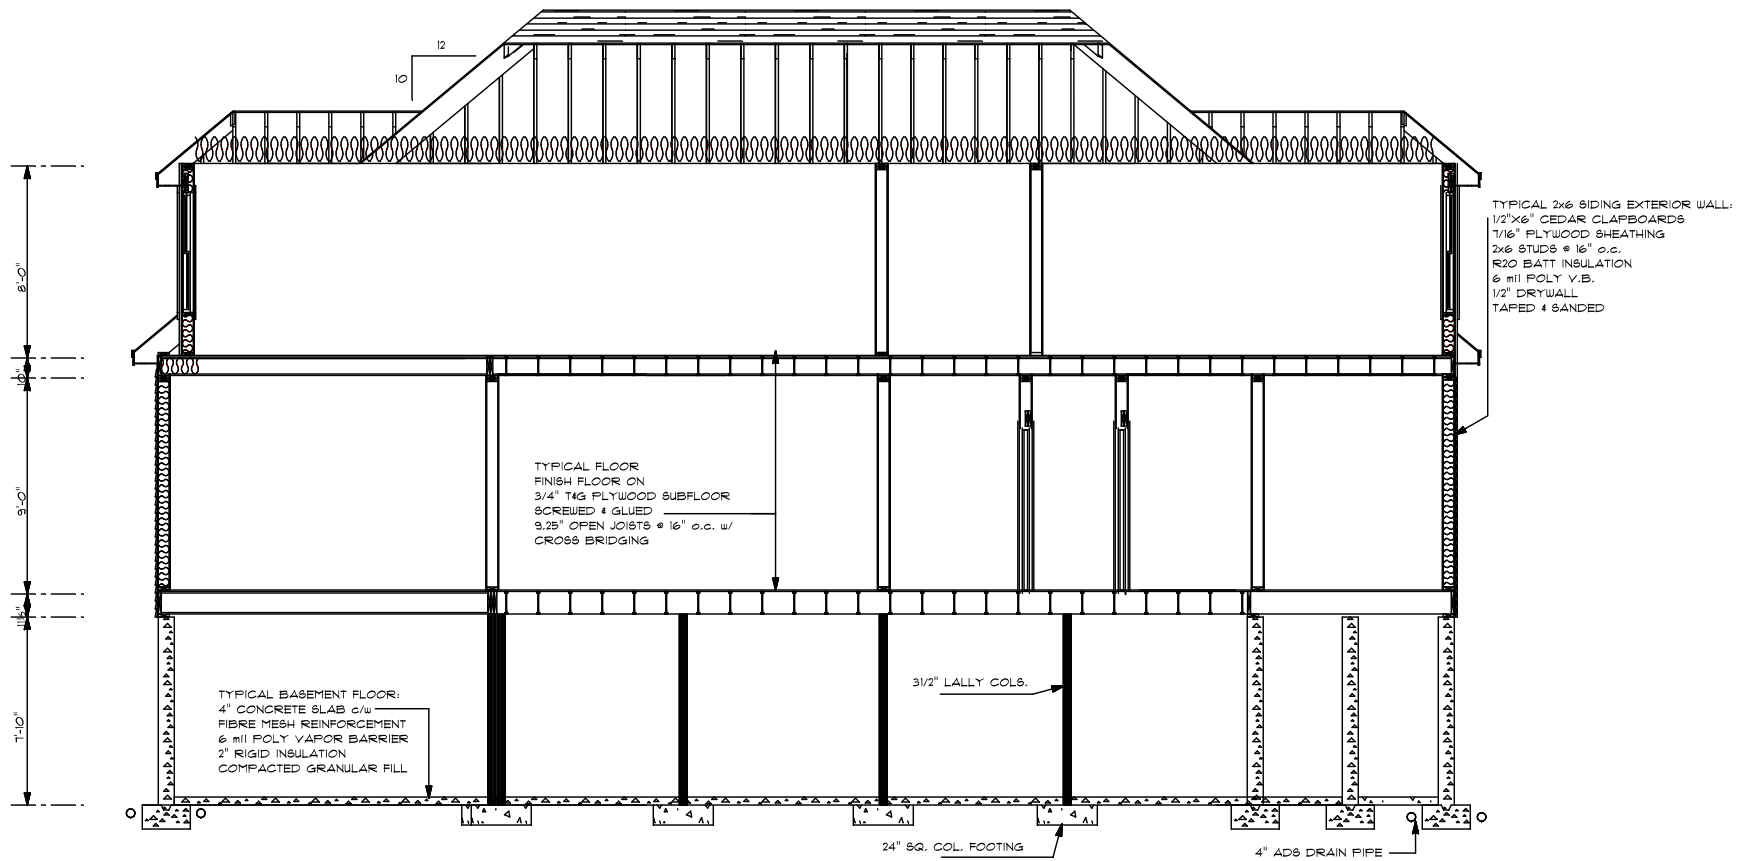 12
10
TYPICAL 2x6 SIDING EXTERIOR WALL:
1/2"X6" CEDAR CLAPBOARDS
7/16" PLYWOOD SHEATHING
2x6 STUDS @ 16" o.c.
R20 BATT INSULATION
6 mil POLY V.B.
1/2" DRYWALL
TAPED & SANDED
8'-0"
10"
9'-0"
TYPICAL FLOOR
FINISH FLOOR ON
3/4" T&G PLYWOOD SUBFLOOR
SCREWED & GLUED
9.25" OPEN JOISTS @ 16" o.c. w/
CROSS BRIDGING
7'-10"
TYPICAL BASEMENT FLOOR:
4" CONCRETE SLAB c/w
FIBRE MESH REINFORCEMENT
6 mil POLY VAPOR BARRIER
2" RIGID INSULATION
COMPACTED GRANULAR FILL
31/2" LALLY COLS.
24" SQ. COL. FOOTING
4" ADS DRAIN PIPE